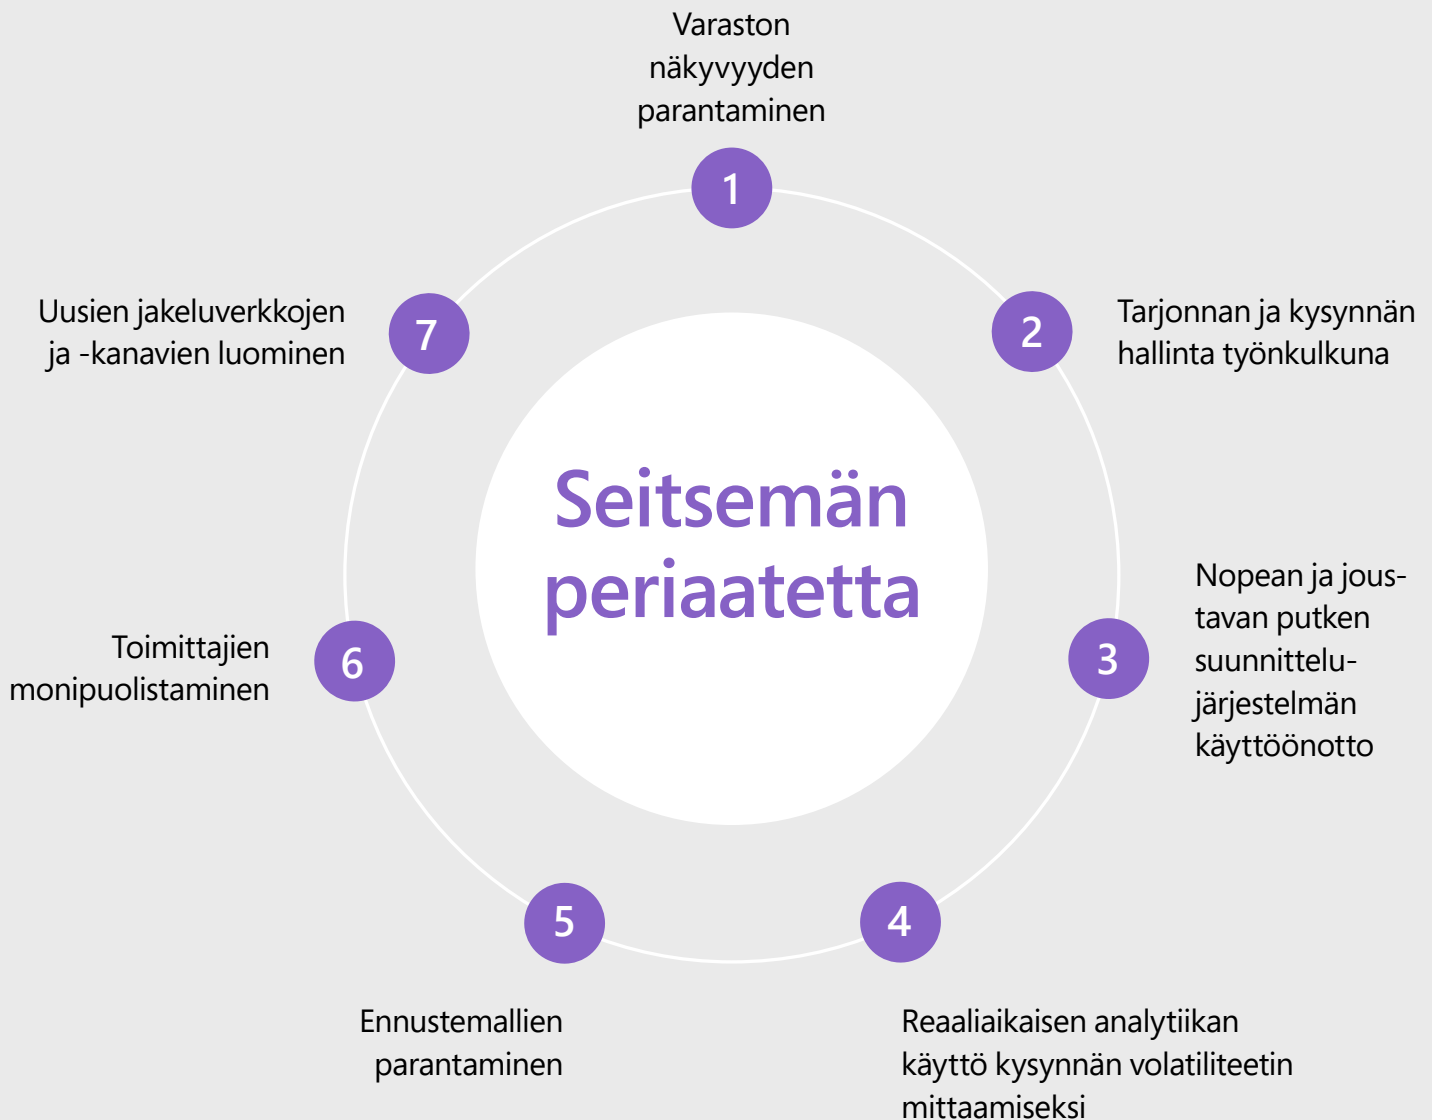 Varaston
näkyvyyden
parantaminen
1
2
Tarjonnan ja kysynnän
hallinta työnkulkuna
3
Nopean ja jous-
tavan putken
suunnittelu-
järjestelmän
käyttöönotto
4
Reaaliaikaisen analytiikan
käyttö kysynnän volatiliteetin
mittaamiseksi
5
Ennustemallien
parantaminen
6
Toimittajien
monipuolistaminen
7
Uusien jakeluverkkojen
ja -kanavien luominen
Seitsemän
periaatetta